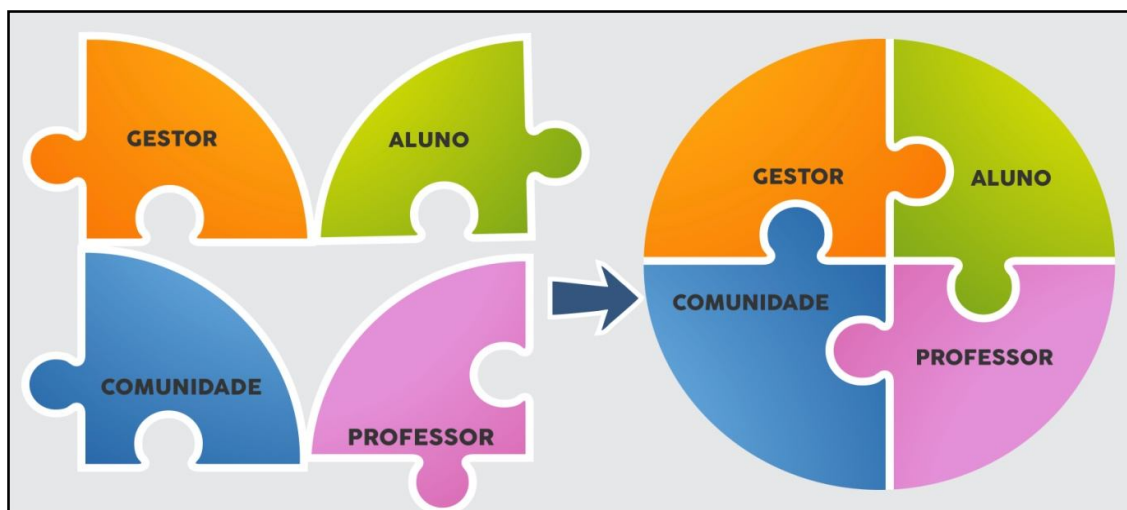 GESTOR
ALUNO
COMUNIDADE
PROFESSOR
GESTOR
ALUNO
COMUNIDADE
PROFESSOR